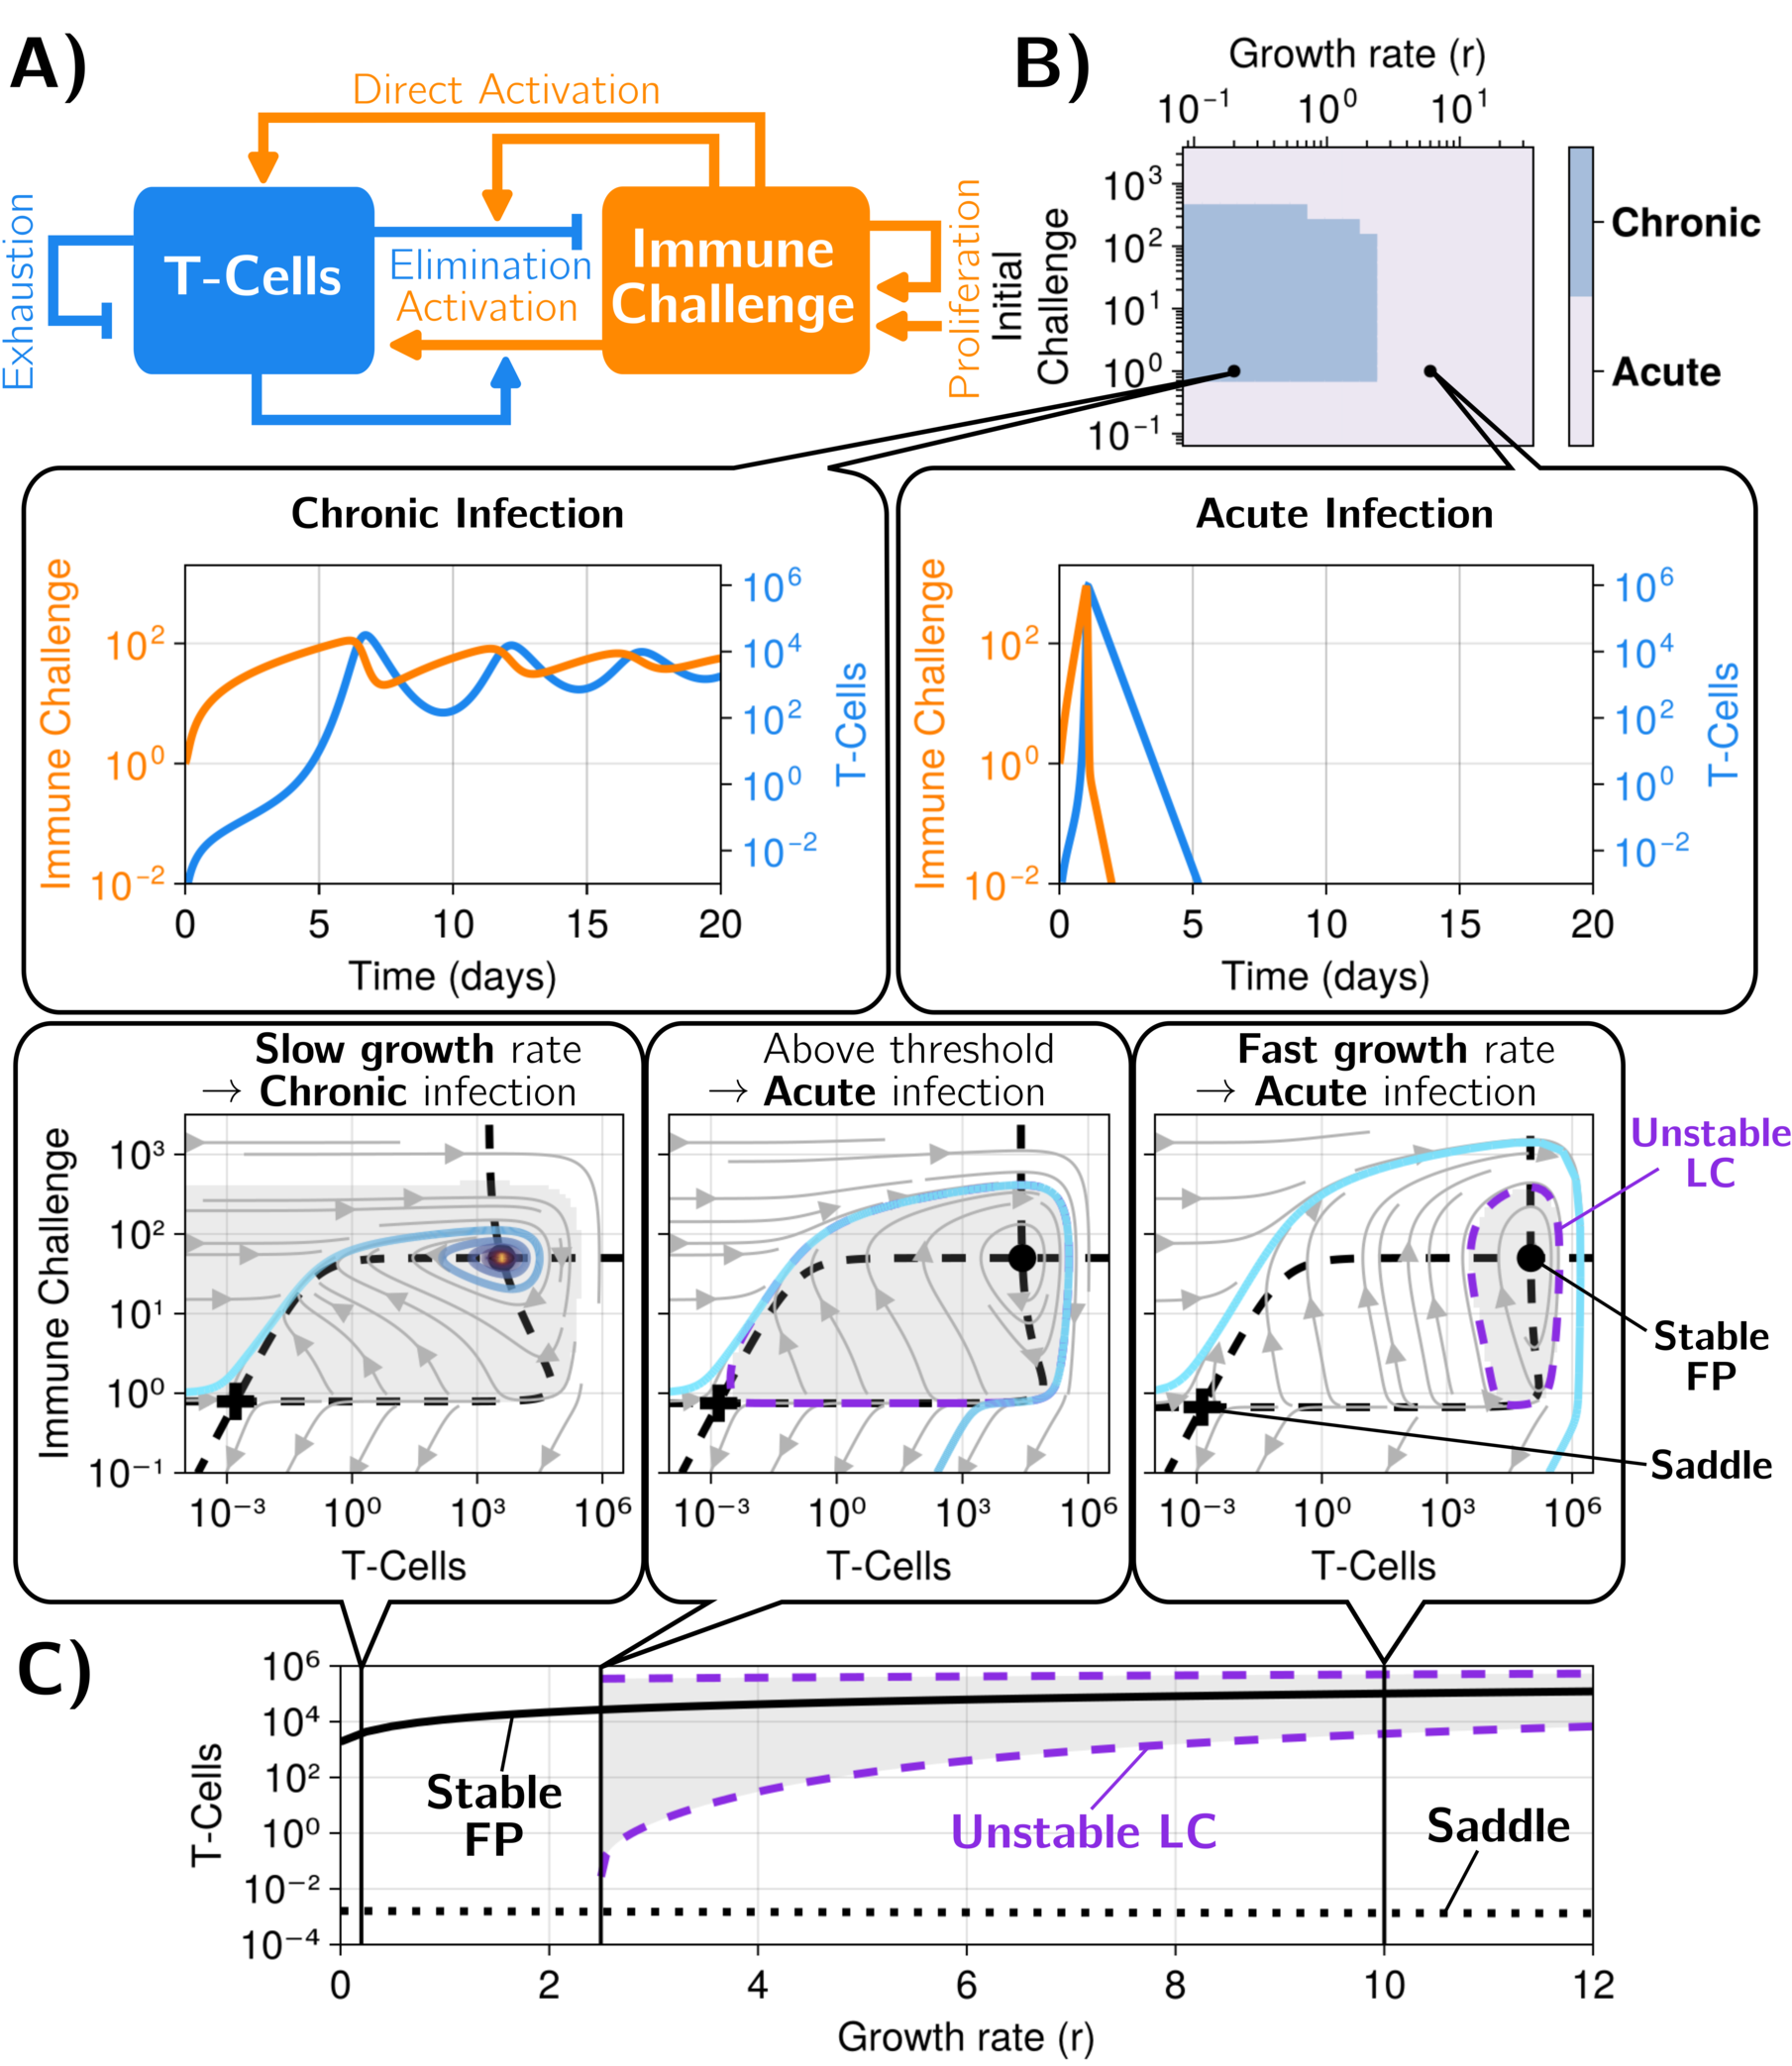 A)
Direct Activation
Exhaustion
T-Cells
Elimination
Activation
Immune
Challenge
Proliferation
B)
Growth rate (r)
10⁻¹ 10⁰ 10¹
Initial
Challenge
10³
10²
10¹
10⁰
10⁻¹
Chronic
Acute
Chronic Infection
Immune Challenge
10²
10⁰
10⁻²
10⁶
10⁴
10²
10⁰
10⁻²
T-Cells
0 5 10 15 20
Time (days)
Acute Infection
Immune Challenge
10²
10⁰
10⁻²
10⁶
10⁴
10²
10⁰
10⁻²
T-Cells
0 5 10 15 20
Time (days)
Slow growth rate
→ Chronic infection
Immune Challenge
10³
10²
10¹
10⁰
10⁻¹
10⁻³ 10⁰ 10³ 10⁶
T-Cells
Above threshold
→ Acute infection
10⁻³ 10⁰ 10³ 10⁶
T-Cells
Fast growth rate
→ Acute infection
10⁻³ 10⁰ 10³ 10⁶
T-Cells
Unstable
LC
Stable
FP
Saddle
C)
T-Cells
10⁶
10⁴
10²
10⁰
10⁻²
10⁻⁴
Stable
FP
Unstable LC
Saddle
0 2 4 6 8 10 12
Growth rate (r)